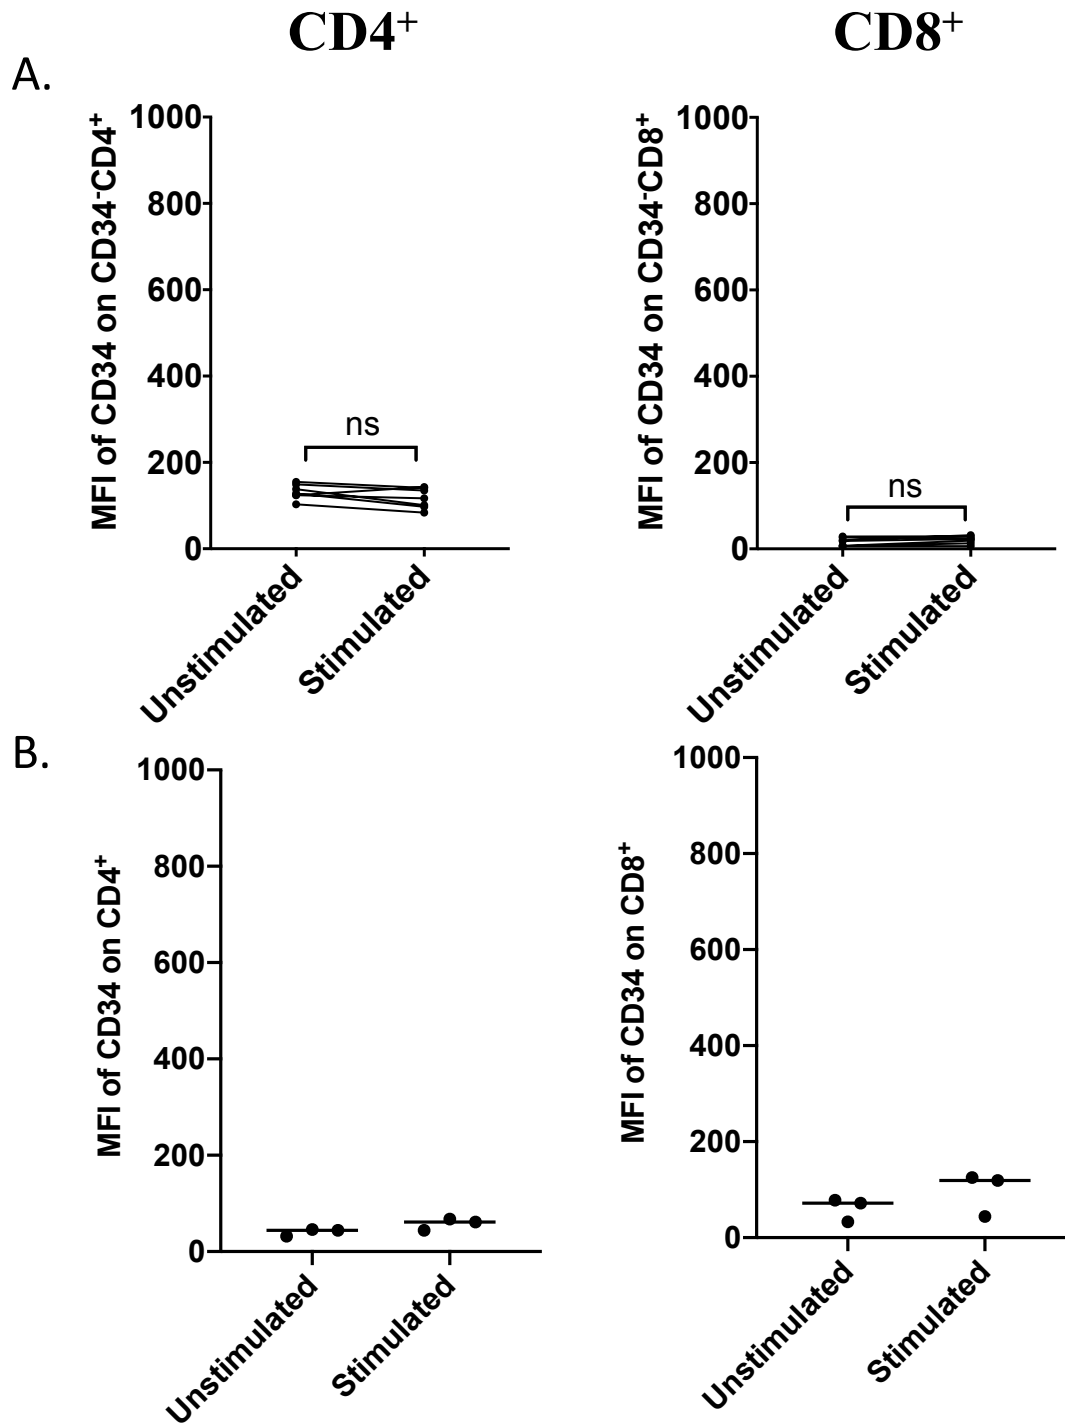 CD4⁺
CD8⁺
A.
MFI of CD34 on CD34⁻CD4⁺
1000
800
600
400
200
0
ns
Unstimulated
Stimulated
MFI of CD34 on CD34⁻CD8⁺
1000
800
600
400
200
0
ns
Unstimulated
Stimulated
B.
MFI of CD34 on CD4⁺
1000
800
600
400
200
0
Unstimulated
Stimulated
MFI of CD34 on CD8⁺
1000
800
600
400
200
0
Unstimulated
Stimulated